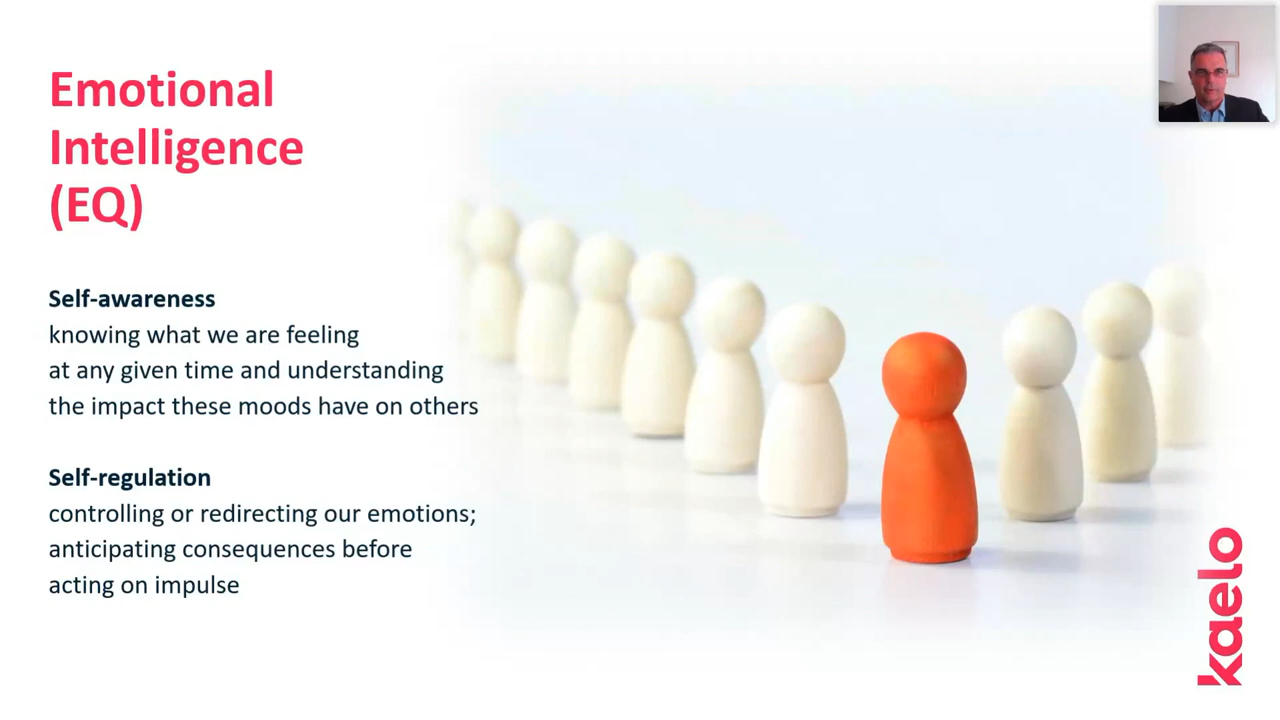 Emotional
Intelligence
(EQ)
Self-awareness
knowing what we are feeling
at any given time and understanding
the impact these moods have on others
Self-regulation
controlling or redirecting our emotions;
anticipating consequences before
acting on impulse
kaelo